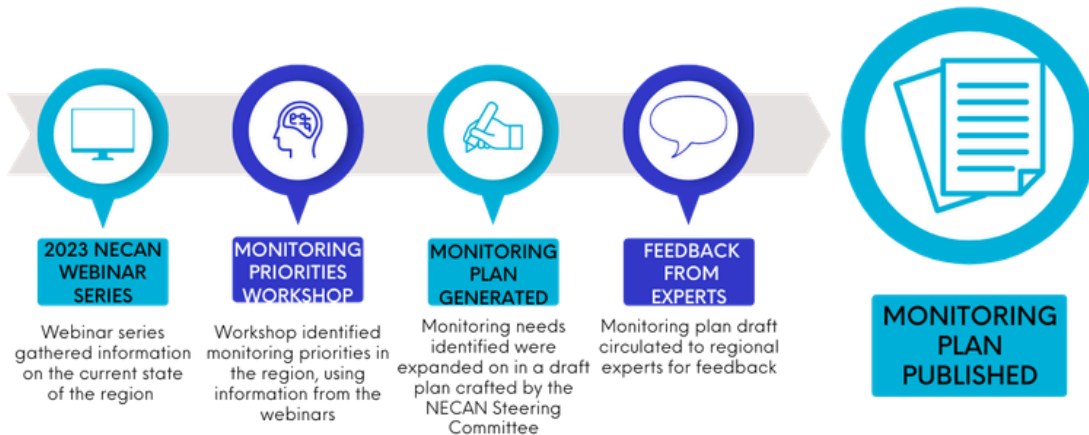 2023 NECAN
WEBINAR
SERIES
Webinar series
gathered information
on the current state
of the region
MONITORING
PRIORITIES
WORKSHOP
Workshop identified
monitoring priorities in
the region, using
information from the
webinars
MONITORING
PLAN
GENERATED
Monitoring needs
identified were
expanded on in a draft
plan crafted by the
NECAN Steering
Committee
FEEDBACK
FROM
EXPERTS
Monitoring plan draft
circulated to regional
experts for feedback
MONITORING
PLAN
PUBLISHED